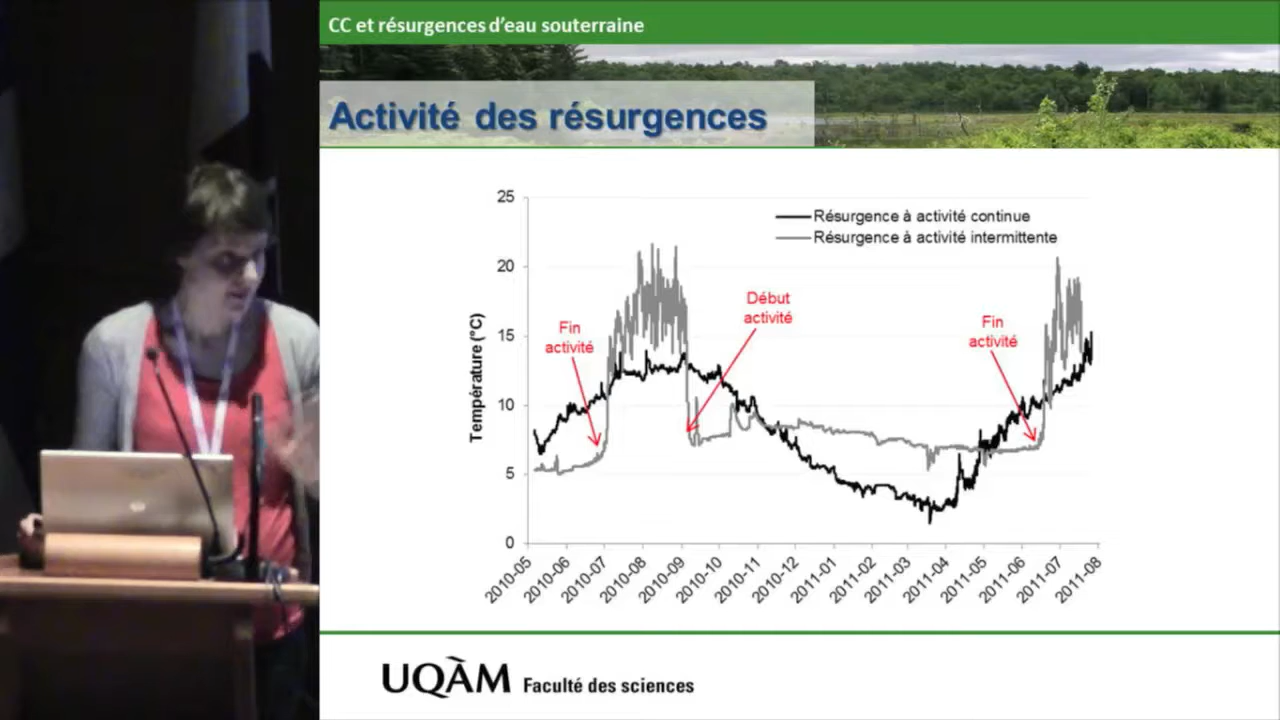 CC et résurgences d'eau souterraine
Activité des résurgences
25
20
15
10
5
0
Température (°C)
Résurgence à activité continue
Résurgence à activité intermittente
Fin
activité
Début
activité
Fin
activité
2010-05
2010-06
2010-07
2010-08
2010-09
2010-10
2010-11
2010-12
2011-01
2011-02
2011-03
2011-04
2011-05
2011-06
2011-07
2011-08
UQÀM Faculté des sciences